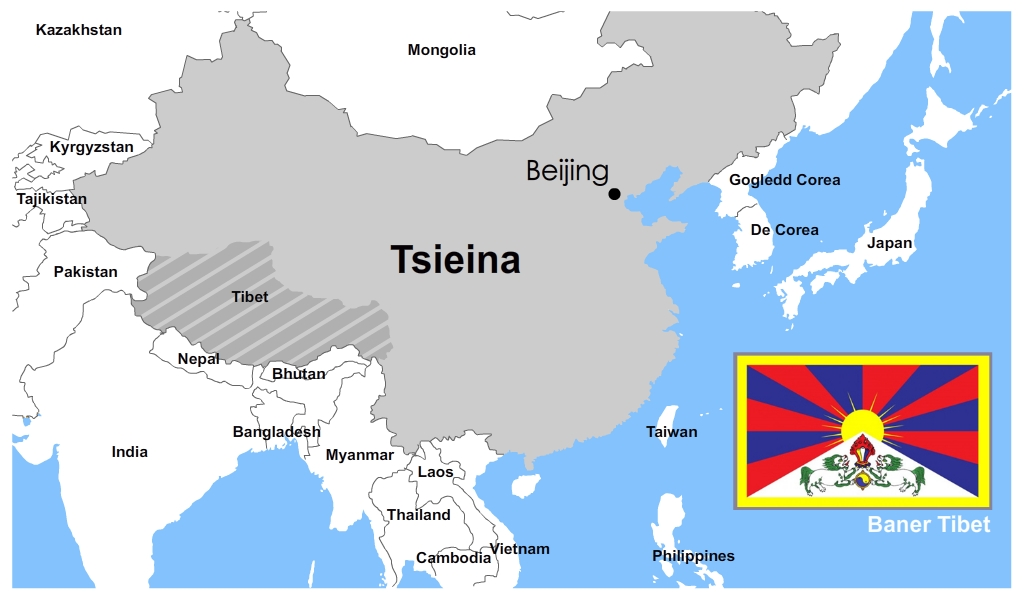 Kazakhstan
Mongolia
Kyrgyzstan
Beijing
Gogledd Corea
Tajikistan
De Corea
Japan
Tsieina
Pakistan
Tibet
Nepal
Bhutan
Bangladesh
Taiwan
India
Myanmar
Laos
Thailand
Baner Tibet
Vietnam
Cambodia
Philippines